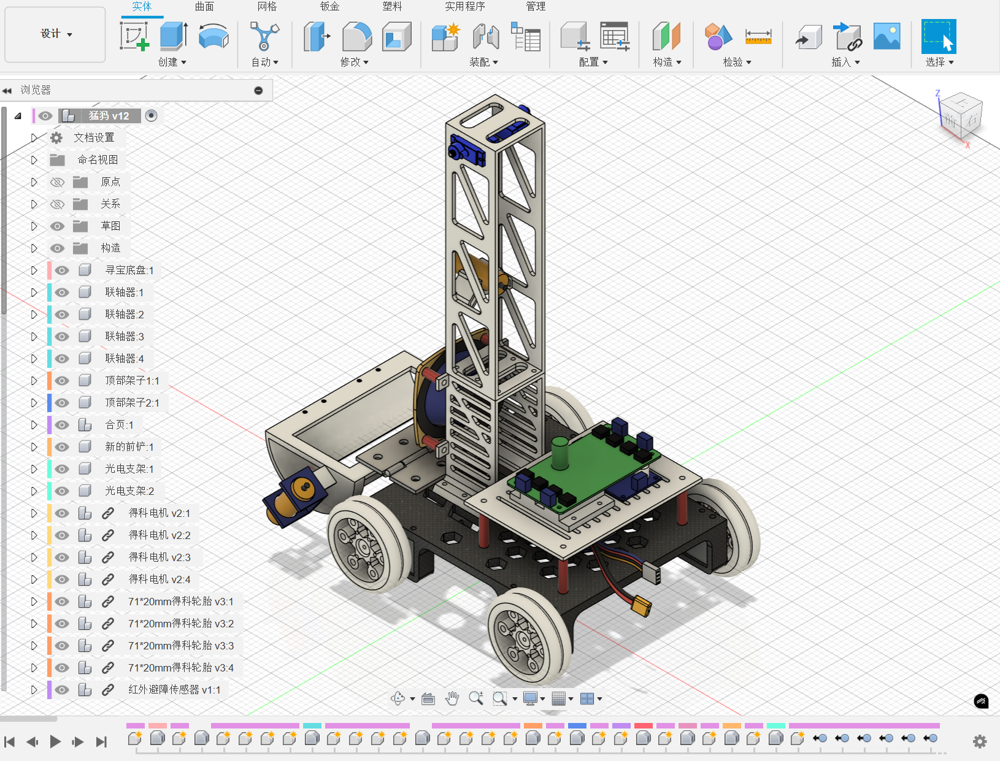 实体
曲面
网格
钣金
塑料
实用程序
管理
设计
创建
自动
修改
装配
配置
构造
检验
插入
选择
浏览器
猛犸 v12
文档设置
命名视图
原点
关系
草图
构造
寻宝底盘:1
联轴器:1
联轴器:2
联轴器:3
联轴器:4
顶部架子1:1
顶部架子2:1
合页:1
新的前铲:1
光电支架:1
光电支架:2
得科电机 v2:1
得科电机 v2:2
得科电机 v2:3
得科电机 v2:4
71*20mm得科轮胎 v3:1
71*20mm得科轮胎 v3:2
71*20mm得科轮胎 v3:3
71*20mm得科轮胎 v3:4
红外避障传感器 v1:1
Z
上
前
右
X